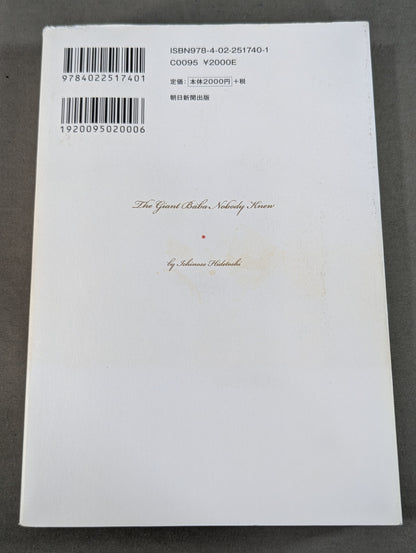 ISBN978-4-02-251740-1
C0095 ¥2000E
定価：本体2000円+税
朝日新聞出版
9784022517401
1920095020006
The Giant Baba Nobody Knew
by Ichinose Hidetoshi